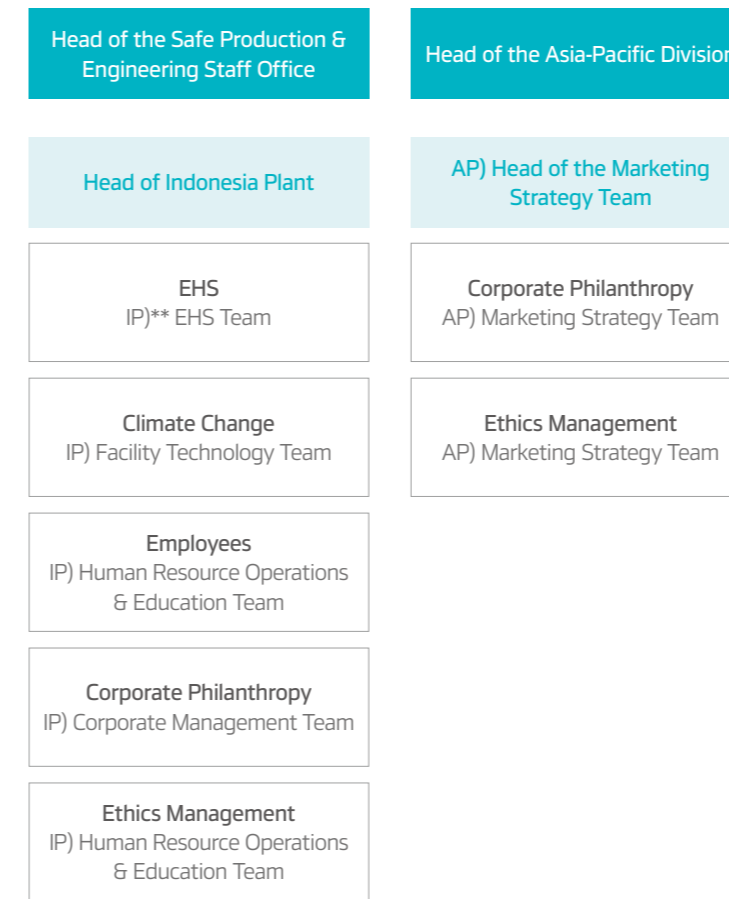 Head of the Safe Production &
Engineering Staff Office
Head of Indonesia Plant
EHS
IP)** EHS Team
Climate Change
IP) Facility Technology Team
Employees
IP) Human Resource Operations
& Education Team
Corporate Philanthropy
IP) Corporate Management Team
Ethics Management
IP) Human Resource Operations
& Education Team
Head of the Asia-Pacific Division
AP) Head of the Marketing
Strategy Team
Corporate Philanthropy
AP) Marketing Strategy Team
Ethics Management
AP) Marketing Strategy Team